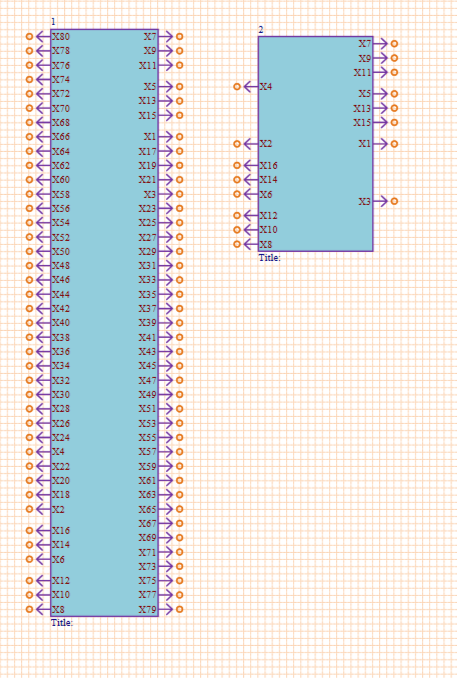 1
X80
X78
X76
X74
X72
X70
X68
X66
X64
X62
X60
X58
X56
X54
X52
X50
X48
X46
X44
X42
X40
X38
X36
X34
X32
X30
X28
X26
X24
X4
X22
X20
X18
X2
X16
X14
X6
X12
X10
X8
X7
X9
X11
X5
X13
X15
X1
X17
X19
X21
X3
X23
X25
X27
X29
X31
X33
X35
X37
X39
X41
X43
X45
X47
X49
X51
X53
X55
X57
X59
X61
X63
X65
X67
X69
X71
X73
X75
X77
X79
Title:
2
X4
X2
X16
X14
X6
X12
X10
X8
X7
X9
X11
X5
X13
X15
X1
X3
Title: